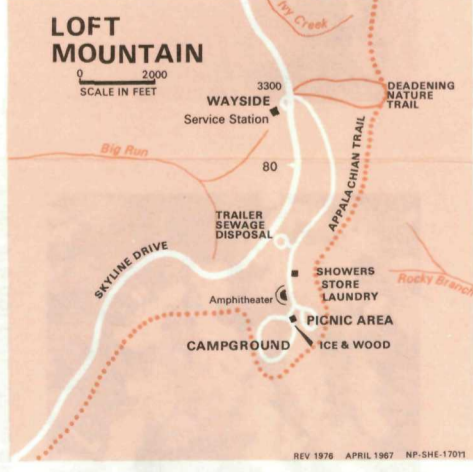 Ivy Creek
LOFT
MOUNTAIN
0 2000
SCALE IN FEET
3300
WAYSIDE
Service Station
DEADENING
NATURE
TRAIL
Big Run
80
APPALACHIAN TRAIL
TRAILER
SEWAGE
DISPOSAL
SKYLINE DRIVE
SHOWERS
STORE
LAUNDRY
Rocky Branch
Amphitheater
PICNIC AREA
CAMPGROUND
ICE & WOOD
REV 1976 APRIL 1967 NP-SHE-17011